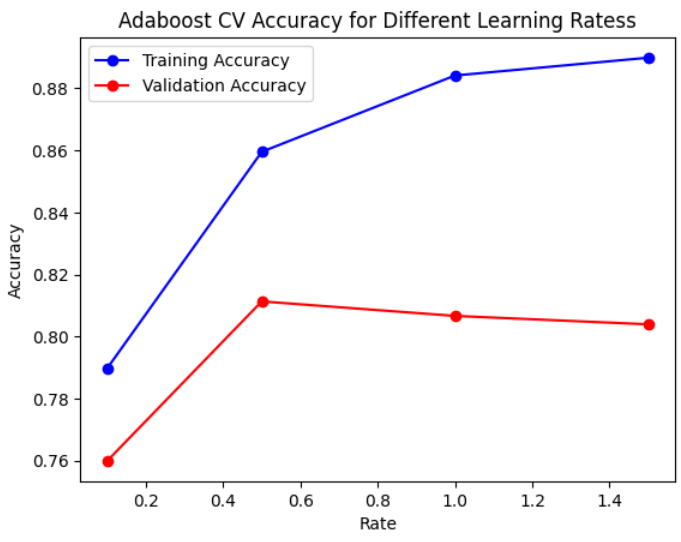 Adaboost CV Accuracy for Different Learning Ratess
Training Accuracy
Validation Accuracy
Accuracy
0.88
0.86
0.84
0.82
0.80
0.78
0.76
0.2 0.4 0.6 0.8 1.0 1.2 1.4
Rate